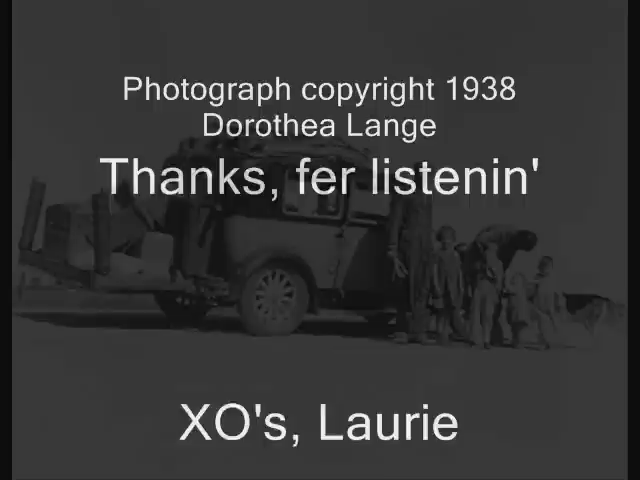 Photograph copyright 1938
Dorothea Lange
Thanks, fer listenin'
XO's, Laurie